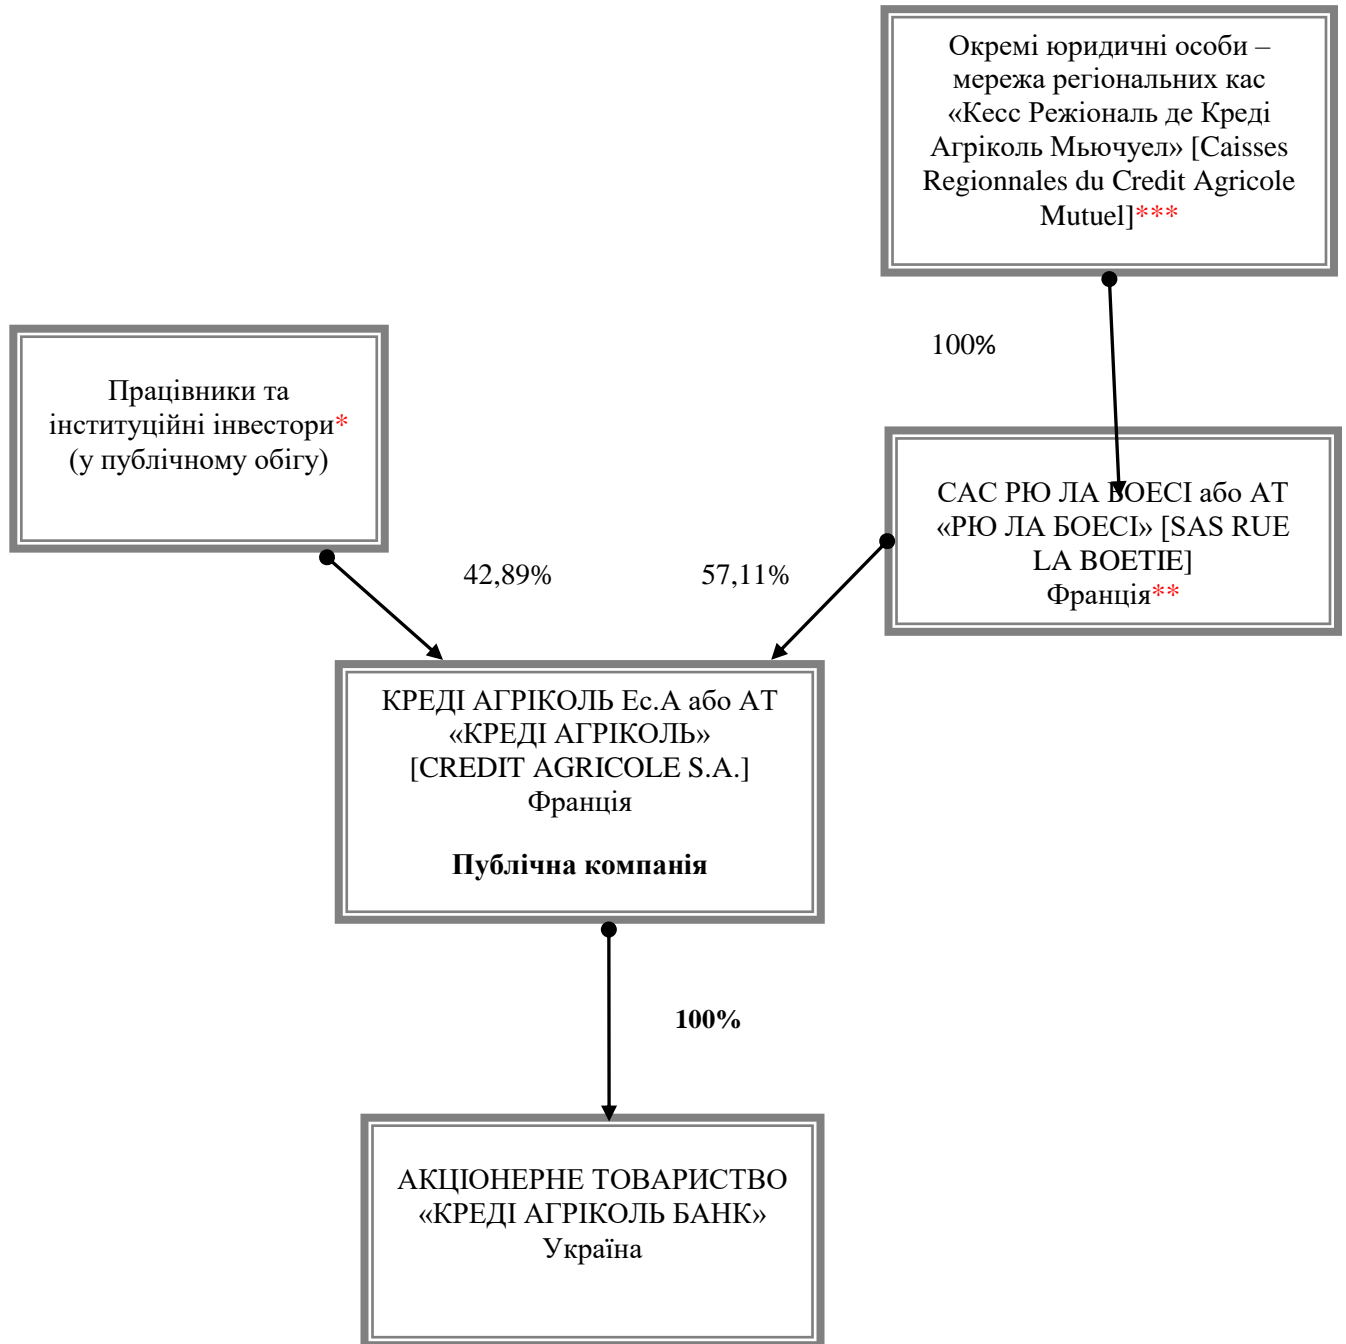 Окремі юридичні особи –
мережа регіональних кас
«Кесс Режіональ де Креді
Агріколь Мьючуел» [Caisses
Regionnales du Credit Agricole
Mutuel]***
100%
Працівники та
інституційні інвестори*
(у публічному обігу)
САС РЮ ЛА БОЕСІ або АТ
«РЮ ЛА БОЕСІ» [SAS RUE
LA BOETIE]
Франція**
42,89%
57,11%
КРЕДІ АГРІКОЛЬ Ес.А або АТ
«КРЕДІ АГРІКОЛЬ»
[CREDIT AGRICOLE S.A.]
Франція
Публічна компанія
100%
АКЦІОНЕРНЕ ТОВАРИСТВО
«КРЕДІ АГРІКОЛЬ БАНК»
Україна